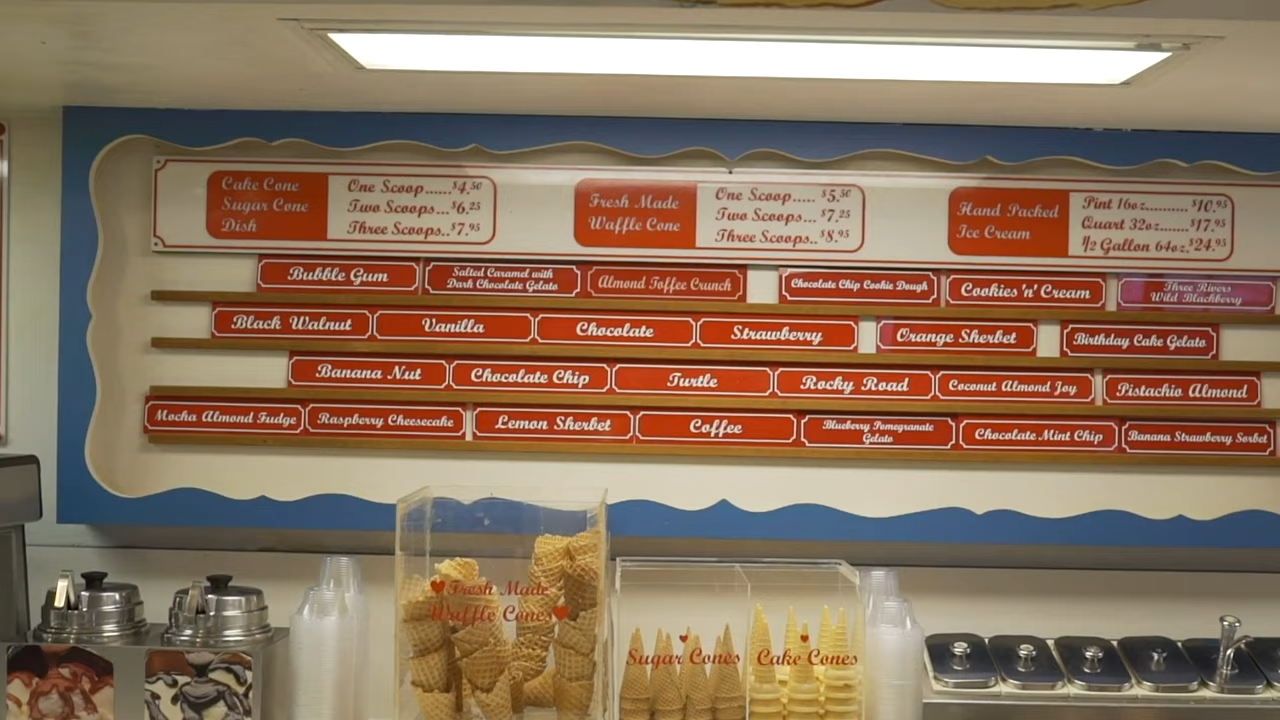 Cake Cone
Sugar Cone
Dish
One Scoop......$4.50
Two Scoops...$6.25
Three Scoops..$7.95
Fresh Made
Waffle Cone
One Scoop..... $5.50
Two Scoops... $7.25
Three Scoops..$8.95
Hand Packed
Ice Cream
Pint 16oz.......... $10.95
Quart 32oz.......$17.95
1/2 Gallon 64oz.$24.95
Bubble Gum
Salted Caramel with
Dark Chocolate Gelato
Almond Toffee Crunch
Chocolate Chip Cookie Dough
Cookies 'n' Cream
Three Rivers
Wild Blackberry
Black Walnut
Vanilla
Chocolate
Strawberry
Orange Sherbet
Birthday Cake Gelato
Banana Nut
Chocolate Chip
Turtle
Rocky Road
Coconut Almond Joy
Pistachio Almond
Mocha Almond Fudge
Raspberry Cheesecake
Lemon Sherbet
Coffee
Blueberry Pomegranate
Gelato
Chocolate Mint Chip
Banana Strawberry Sorbet
Fresh Made
Waffle Cones
Sugar Cones
Cake Cones